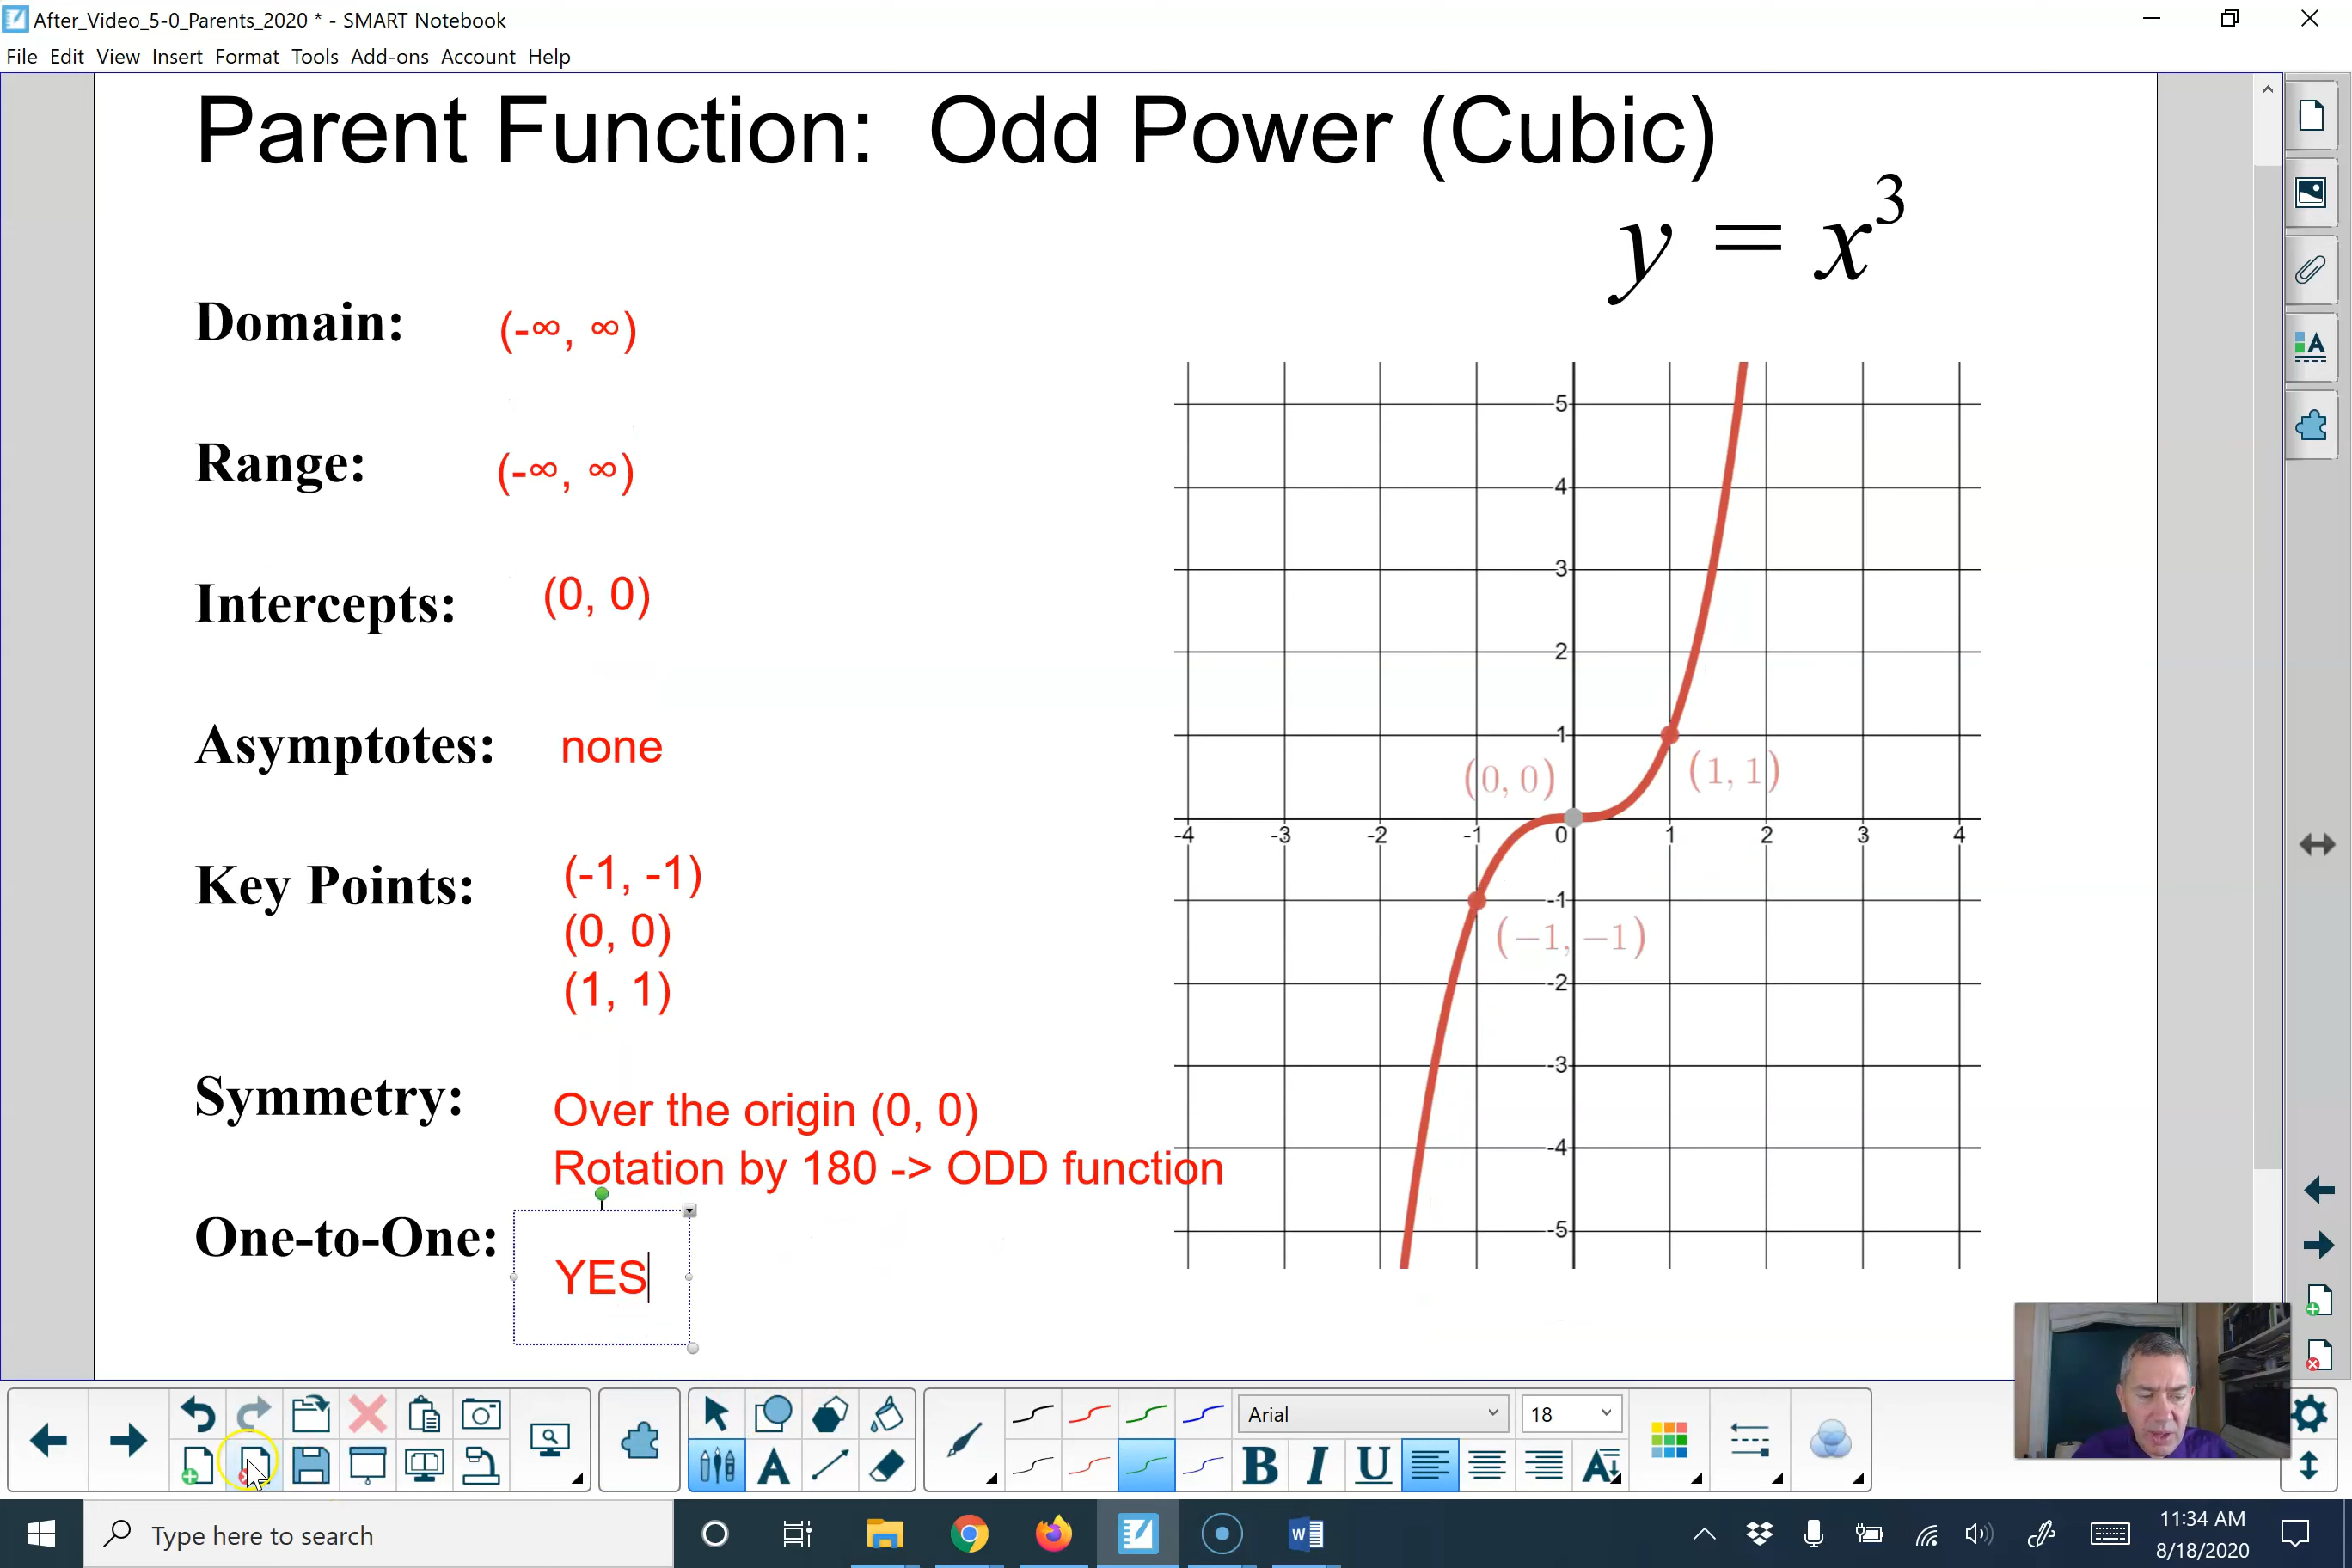 After_Video_5-0_Parents_2020 * - SMART Notebook
File Edit View Insert Format Tools Add-ons Account Help
Parent Function: Odd Power (Cubic)
y = x³
Domain: (-∞, ∞)
Range: (-∞, ∞)
Intercepts: (0, 0)
Asymptotes: none
Key Points: (-1, -1)
(0, 0)
(1, 1)
Symmetry: Over the origin (0, 0)
Rotation by 180 -> ODD function
One-to-One: YES
5
4
3
2
1
(0, 0) (1, 1)
-4 -3 -2 -1 0 1 2 3 4
-1
(−1, −1)
-2
-3
-4
-5
Arial 18
B I U
Type here to search
11:34 AM
8/18/2020